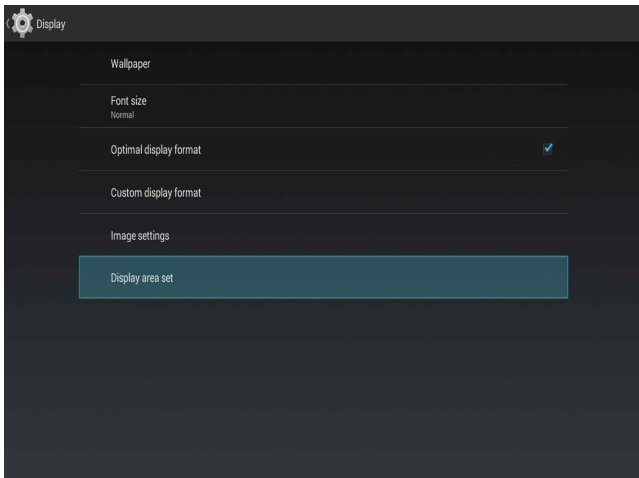 Display
Wallpaper
Font size
Normal
Optimal display format
Custom display format
Image settings
Display area set